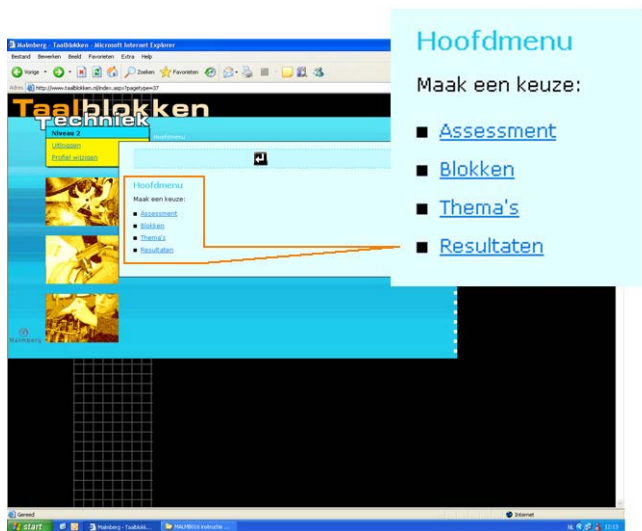 Malmberg - Taalblokken - Microsoft Internet Explorer
Bestand Bewerken Beeld Favorieten Extra Help
Vorige Zoeken Favorieten
Adres http://www.taalblokken.nl/index.aspx?pagetype=37
Taalblokken
Techniek
Niveau 2
Uitloggen
Profiel wijzigen
Hoofdmenu
Hoofdmenu
Maak een keuze:
Assessment
Blokken
Thema's
Resultaten
Hoofdmenu
Maak een keuze:
Assessment
Blokken
Thema's
Resultaten
Malmberg
Gereed Internet
start Malmberg - Taalblokk... MALMBERG instructie ... NL 12:13